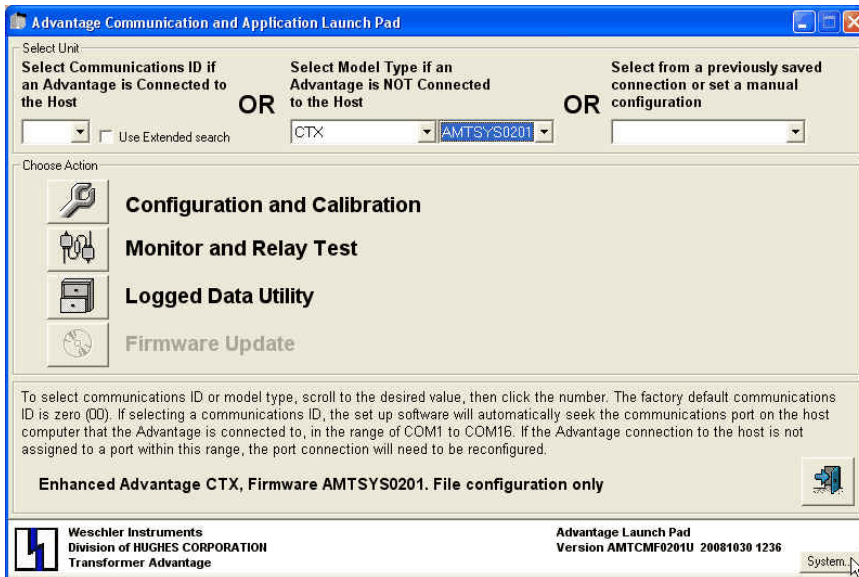 Advantage Communication and Application Launch Pad
Select Unit
Select Communications ID if
an Advantage is Connected to
the Host
OR
Select Model Type if an
Advantage is NOT Connected
to the Host
OR
Select from a previously saved
connection or set a manual
configuration
Use Extended search
CTX
AMTSYS0201
Choose Action
Configuration and Calibration
Monitor and Relay Test
Logged Data Utility
Firmware Update
To select communications ID or model type, scroll to the desired value, then click the number. The factory default communications
ID is zero (00). If selecting a communications ID, the set up software will automatically seek the communications port on the host
computer that the Advantage is connected to, in the range of COM1 to COM16. If the Advantage connection to the host is not
assigned to a port within this range, the port connection will need to be reconfigured.
Enhanced Advantage CTX, Firmware AMTSYS0201. File configuration only
Weschler Instruments
Division of HUGHES CORPORATION
Transformer Advantage
Advantage Launch Pad
Version AMTCMF0201U 20081030 1236
System...